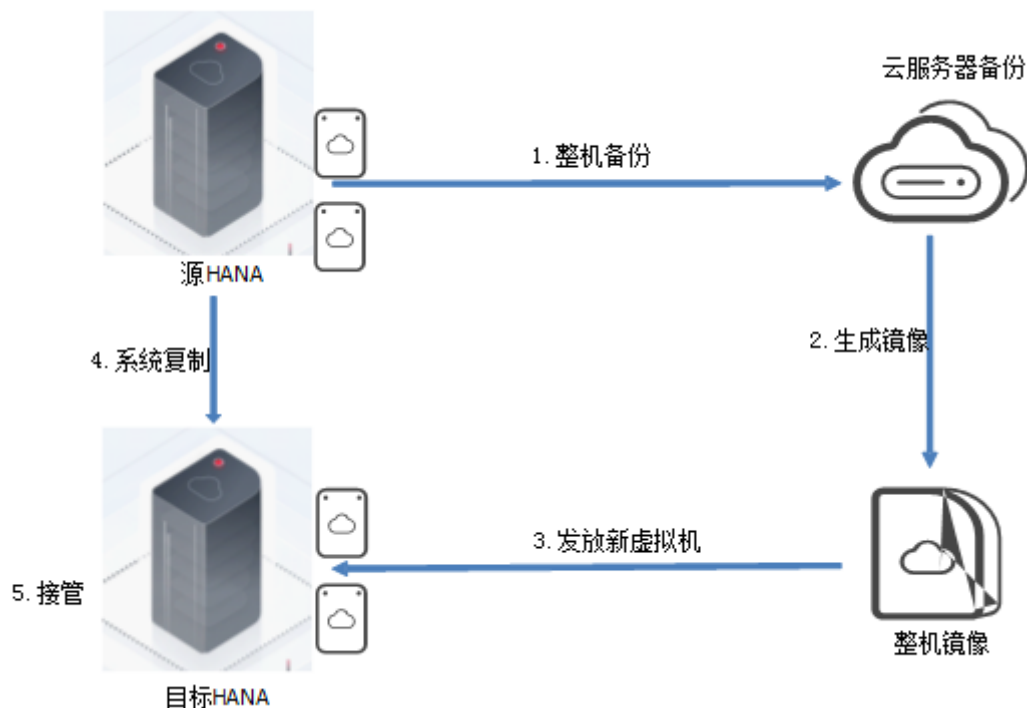 云服务器备份
1.整机备份
源HANA
2.生成镜像
4.系统复制
3.发放新虚拟机
5.接管
整机镜像
目标HANA